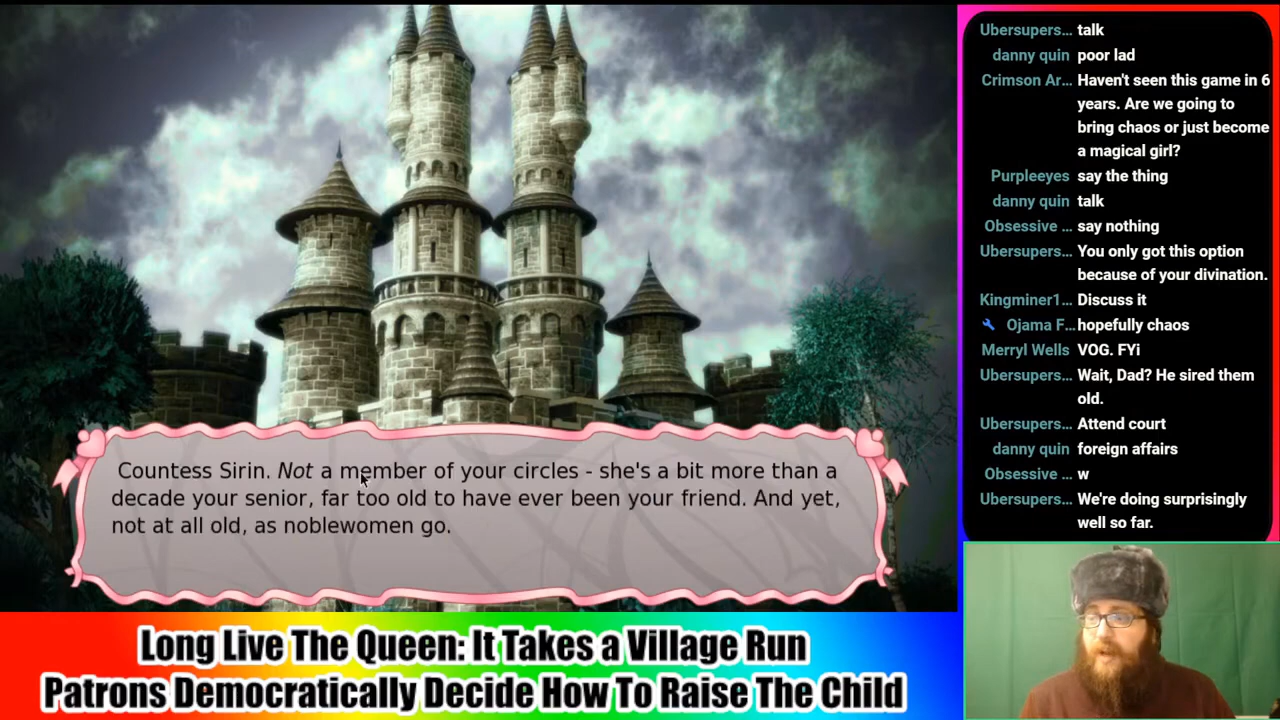 Countess Sirin. Not a member of your circles - she's a bit more than a
decade your senior, far too old to have ever been your friend. And yet,
not at all old, as noblewomen go.
Long Live The Queen: It Takes a Village Run
Patrons Democratically Decide How To Raise The Child
Ubersupers... talk
danny quin poor lad
Crimson Ar... Haven't seen this game in 6
years. Are we going to
bring chaos or just become
a magical girl?
Purpleeyes say the thing
danny quin talk
Obsessive ... say nothing
Ubersupers... You only got this option
because of your divination.
Kingminer1... Discuss it
Ojama F... hopefully chaos
Merryl Wells VOG. FYi
Ubersupers... Wait, Dad? He sired them
old.
Ubersupers... Attend court
danny quin foreign affairs
Obsessive ... w
Ubersupers... We're doing surprisingly
well so far.